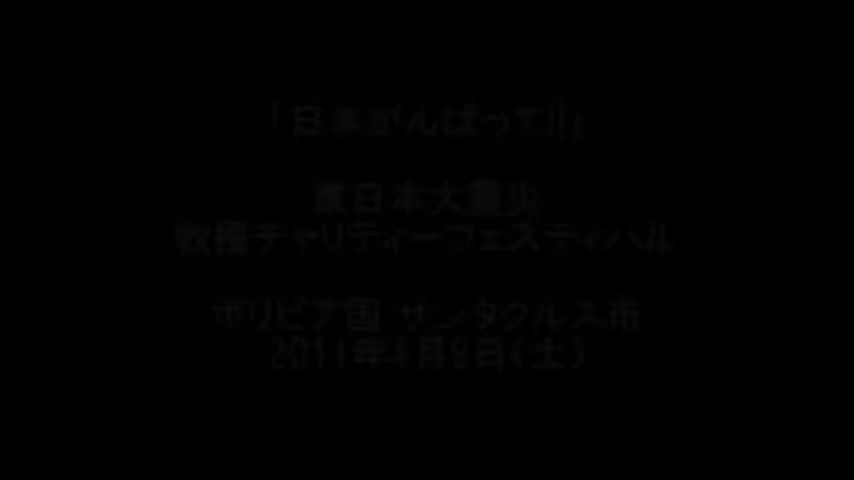 「日本がんばって!!」
東日本大震災
救援チャリティーフェスティバル
ボリビア国 サンタクルス市
2011年4月9日(土)